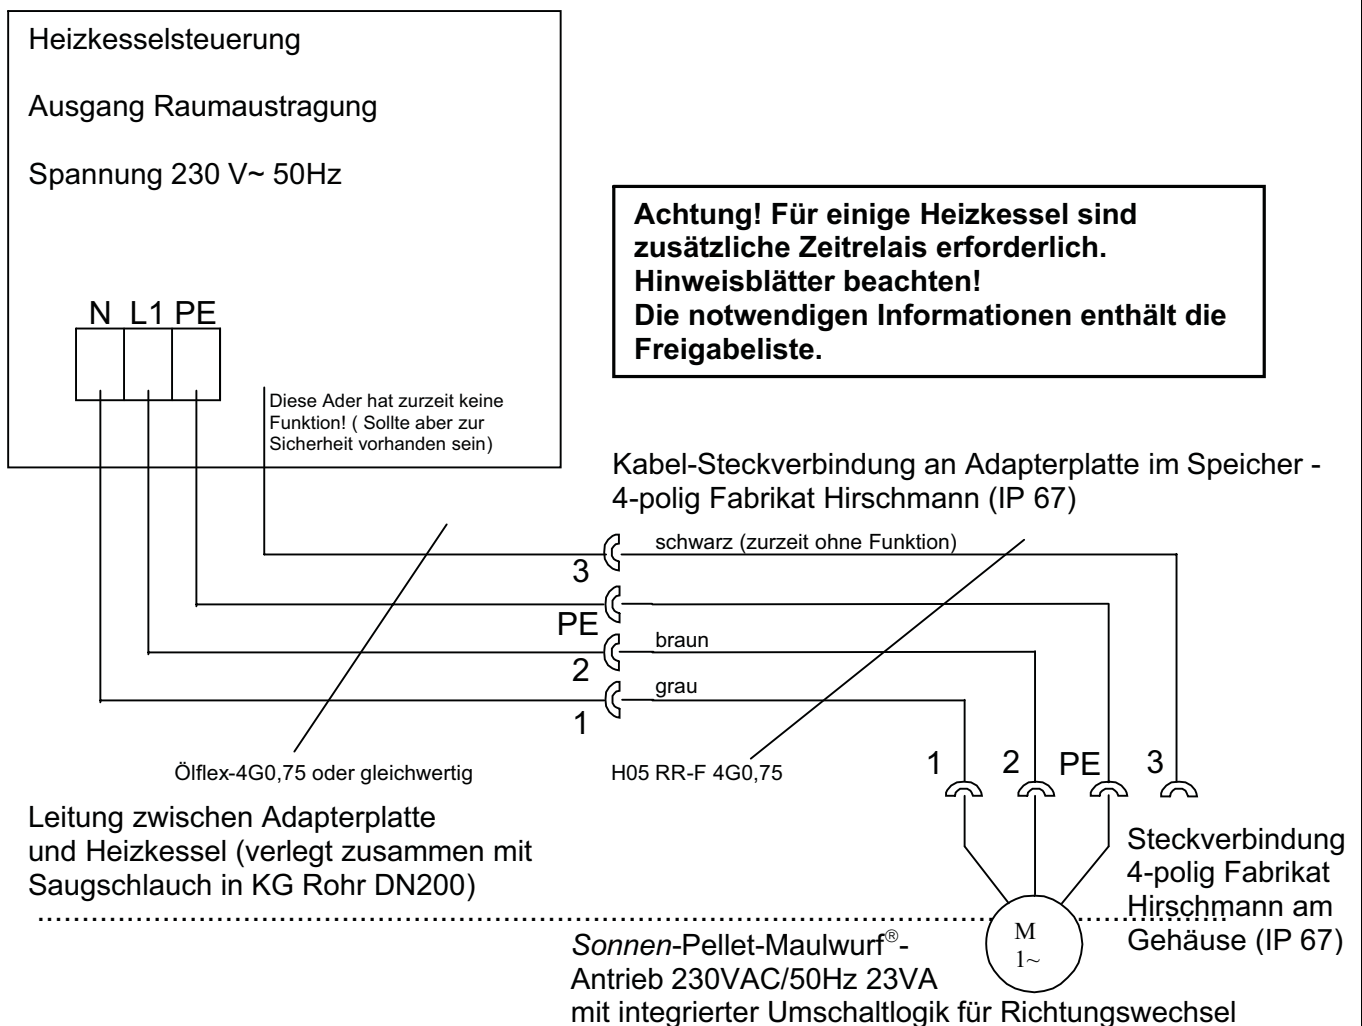 Heizkesselsteuerung
Ausgang Raumaustragung
Spannung 230 V~ 50Hz
Achtung! Für einige Heizkessel sind
zusätzliche Zeitrelais erforderlich.
Hinweisblätter beachten!
Die notwendigen Informationen enthält die
Freigabeliste.
N L1 PE
Diese Ader hat zurzeit keine
Funktion! ( Sollte aber zur
Sicherheit vorhanden sein)
Kabel-Steckverbindung an Adapterplatte im Speicher -
4-polig Fabrikat Hirschmann (IP 67)
schwarz (zurzeit ohne Funktion)
3
PE
braun
2
grau
1
Ölflex-4G0,75 oder gleichwertig
H05 RR-F 4G0,75
1 2 PE 3
Leitung zwischen Adapterplatte
und Heizkessel (verlegt zusammen mit
Saugschlauch in KG Rohr DN200)
Steckverbindung
4-polig Fabrikat
Hirschmann am
Gehäuse (IP 67)
M
1~
Sonnen-Pellet-Maulwurf®-
Antrieb 230VAC/50Hz 23VA
mit integrierter Umschaltlogik für Richtungswechsel